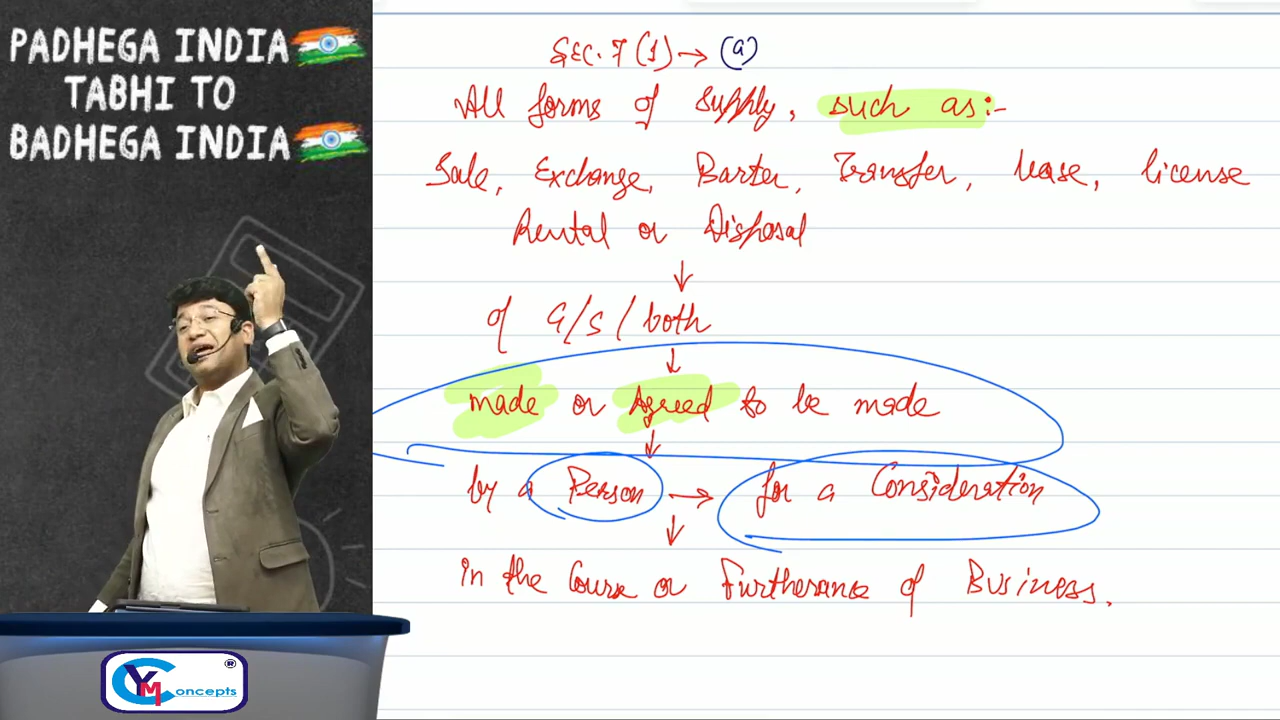 PADHEGA INDIA
TABHI TO
BADHEGA INDIA
Sec. 7 (1) → (a)
All forms of supply, such as:-
Sale, Exchange, Barter, Transfer, lease, license
Rental or Disposal
↓
of G/S/both
↓
made or Agreed to be made
↓
by a Person → for a Consideration
↓
in the Course or Furtherance of Business.
YM Concepts ®